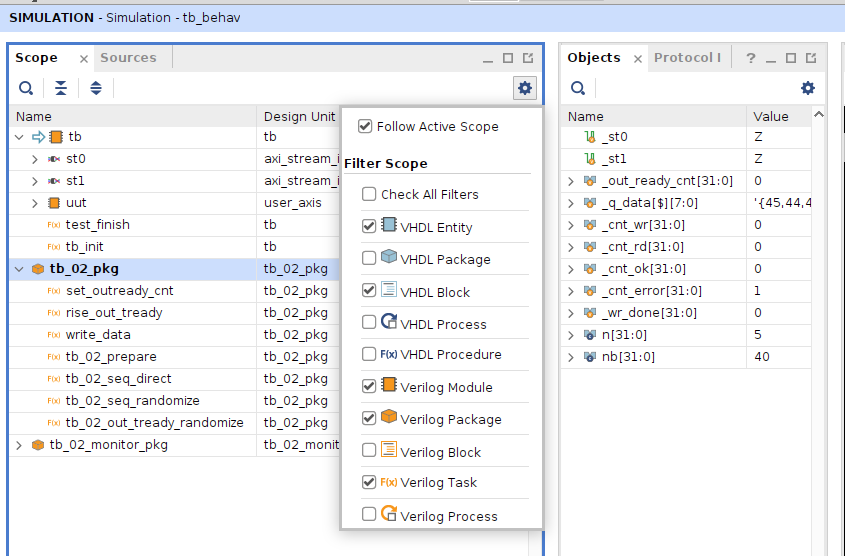 SIMULATION - Simulation - tb_behav
Scope × Sources
Name Design Unit
tb tb
st0 axi_stream_i
st1 axi_stream_i
uut user_axis
F(x) test_finish tb
F(x) tb_init tb
tb_02_pkg tb_02_pkg
F(x) set_outready_cnt tb_02_pkg
F(x) rise_out_tready tb_02_pkg
F(x) write_data tb_02_pkg
F(x) tb_02_prepare tb_02_pkg
F(x) tb_02_seq_direct tb_02_pkg
F(x) tb_02_seq_randomize tb_02_pkg
F(x) tb_02_out_tready_randomize tb_02_pkg
tb_02_monitor_pkg tb_02_monit
Follow Active Scope
Filter Scope
Check All Filters
VHDL Entity
VHDL Package
VHDL Block
VHDL Process
F(x) VHDL Procedure
Verilog Module
Verilog Package
Verilog Block
F(x) Verilog Task
Verilog Process
Objects × Protocol I ?
Name Value
_st0 Z
_st1 Z
_out_ready_cnt[31:0] 0
_q_data[$][7:0] '{45,44,4
_cnt_wr[31:0] 0
_cnt_rd[31:0] 0
_cnt_ok[31:0] 0
_cnt_error[31:0] 1
_wr_done[31:0] 0
n[31:0] 5
nb[31:0] 40